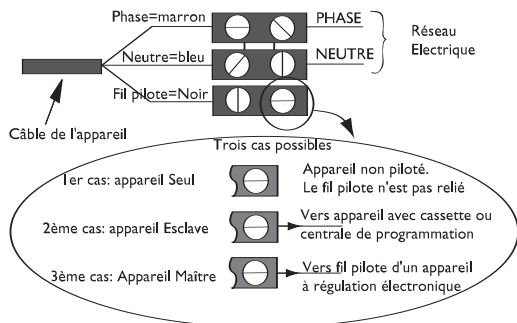 Phase=marron
PHASE
Neutre=bleu
NEUTRE
Réseau
Electrique
Fil pilote=Noir
Câble de l'appareil
Trois cas possibles
1er cas: appareil Seul
Appareil non piloté.
Le fil pilote n'est pas relié
2ème cas: appareil Esclave
Vers appareil avec cassette ou
centrale de programmation
3ème cas: Appareil Maître
Vers fil pilote d'un appareil
à régulation électronique